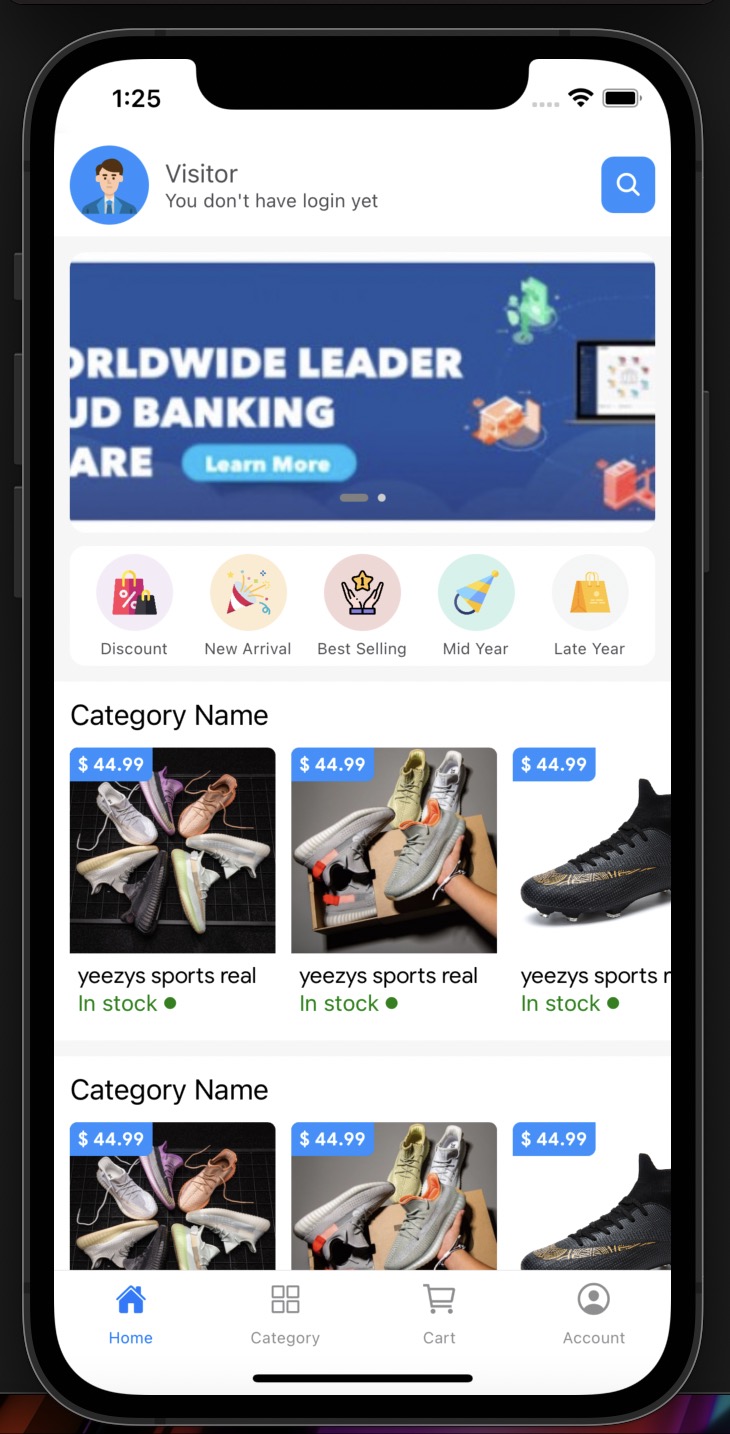 1:25
Visitor
You don't have login yet
ORLDWIDE LEADER
UD BANKING
ARE Learn More
Discount New Arrival Best Selling Mid Year Late Year
Category Name
$ 44.99 $ 44.99 $ 44.99
yeezys sports real yeezys sports real yeezys sports r
In stock In stock In stock
Category Name
$ 44.99 $ 44.99 $ 44.99
Home Category Cart Account